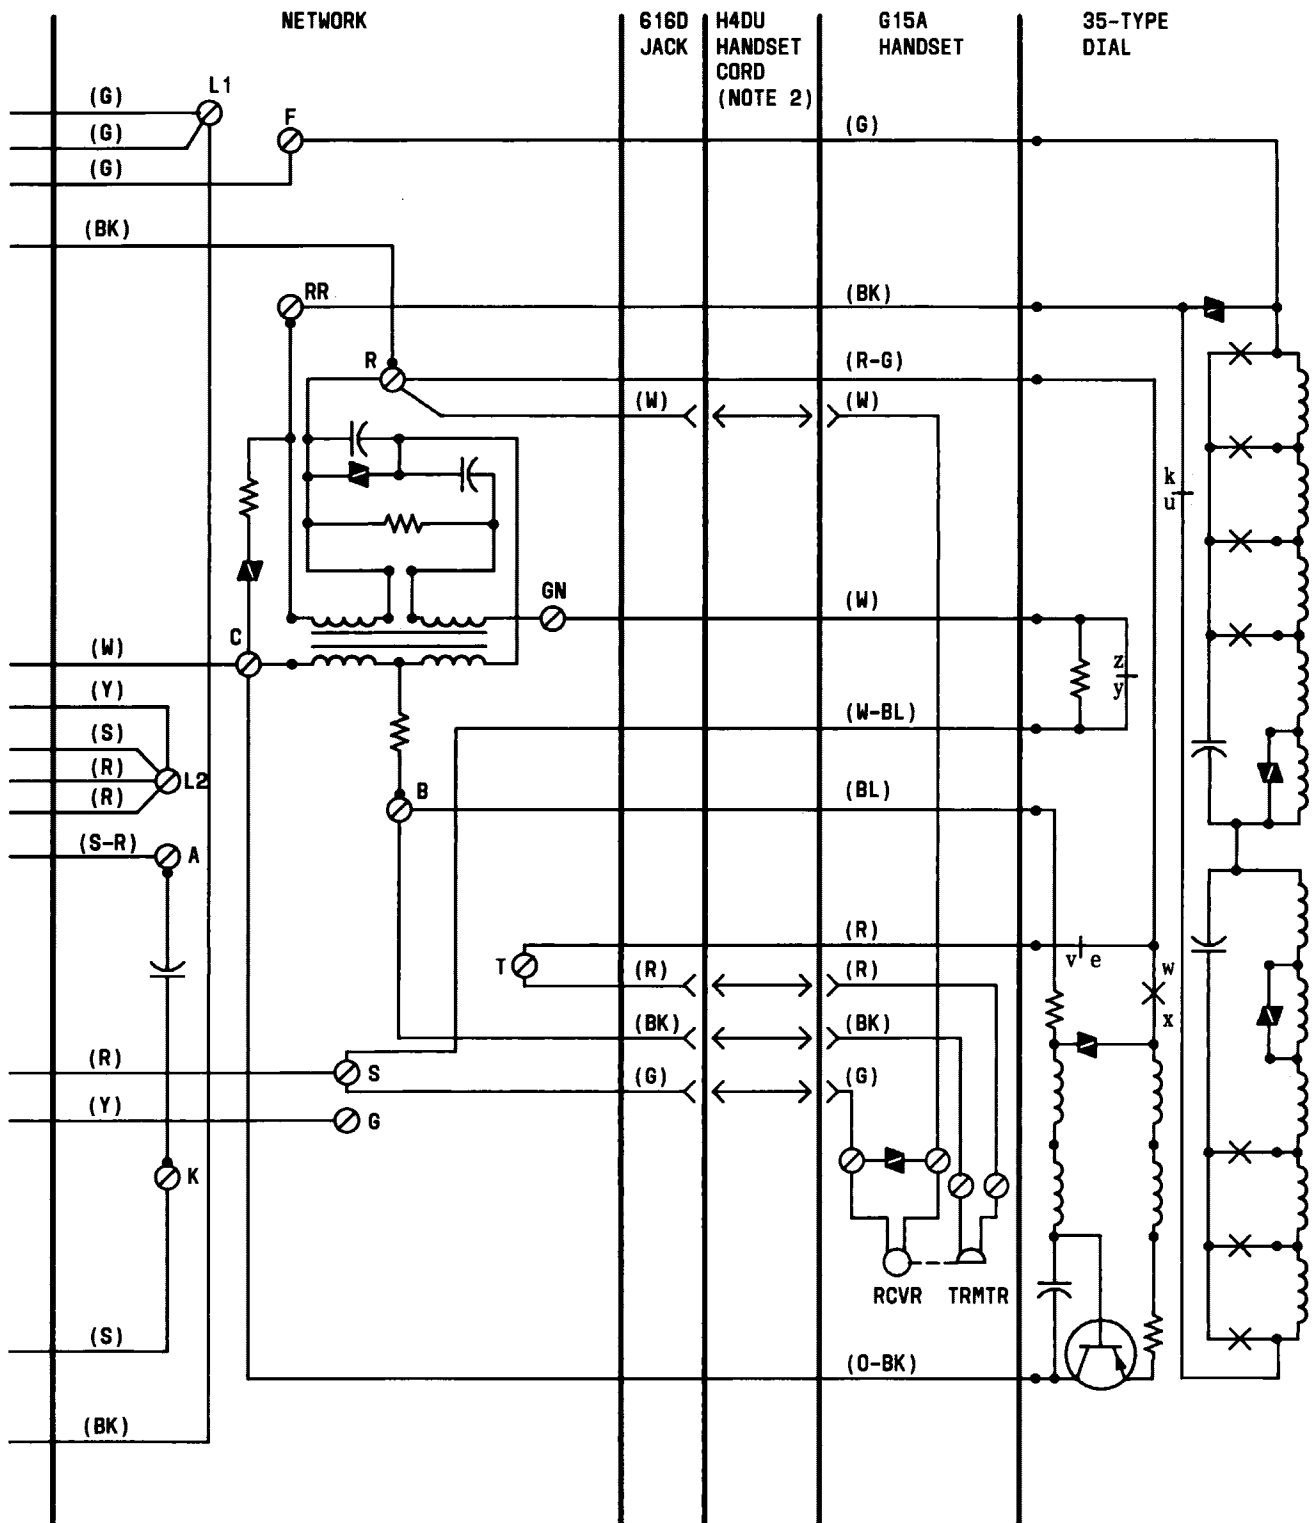 NETWORK
616D JACK
H4DU HANDSET CORD (NOTE 2)
G15A HANDSET
35-TYPE DIAL
L1
(G)
F
(G)
(G)
(G)
(BK)
RR
(BK)
R
(R-G)
(W)
(W)
k
u
GN
(W)
C
(W)
z
y
(Y)
(W-BL)
(S)
(R)
L2
(R)
B
(BL)
(S-R)
A
(R)
v
e
T
(R)
(R)
w
x
(BK)
(BK)
(R)
S
(G)
(G)
(Y)
G
K
RCVR
TRMTR
(S)
(O-BK)
(BK)